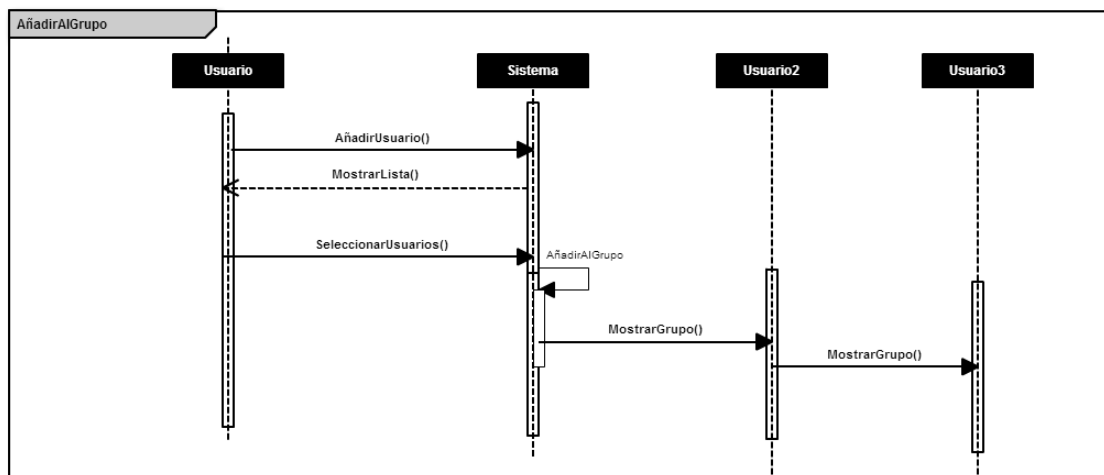 AñadirAlGrupo
Usuario
Sistema
Usuario2
Usuario3
AñadirUsuario()
MostrarLista()
SeleccionarUsuarios()
AñadirAlGrupo
MostrarGrupo()
MostrarGrupo()